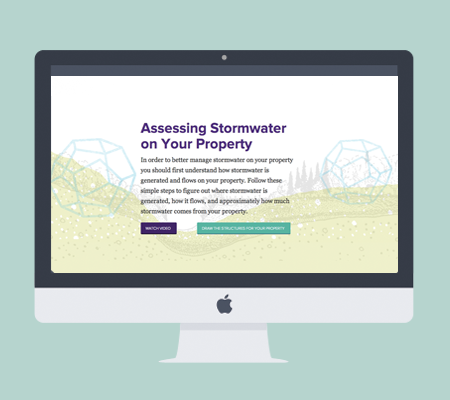 Assessing Stormwater
on Your Property
In order to better manage stormwater on your property
you should first understand how stormwater is
generated and flows on your property. Follow these
simple steps to figure out where stormwater is
generated, how it flows, and approximately how much
stormwater comes from your property.
WATCH VIDEO
DRAW THE STRUCTURES FOR YOUR PROPERTY